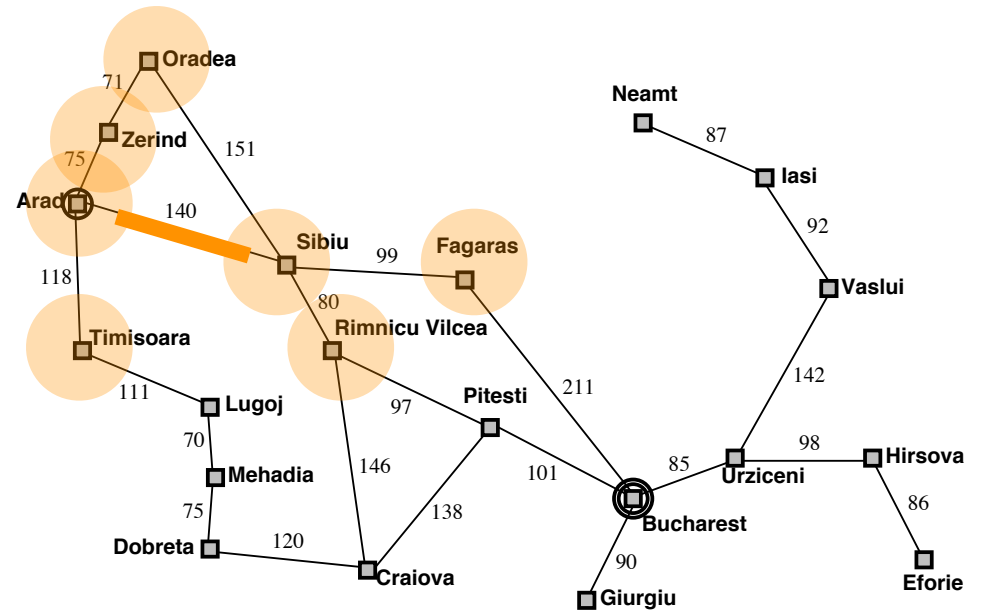 Oradea
71
Neamt
87
Zerind
151
75
Iasi
Arad
140
92
Sibiu
Fagaras
99
118
80
Vaslui
Timisoara
Rimnicu Vilcea
142
111
211
Lugoj
97
Pitesti
70
146
101
85
98
Hirsova
Mehadia
Urziceni
75
138
86
Bucharest
Dobreta
120
90
Craiova
Eforie
Giurgiu